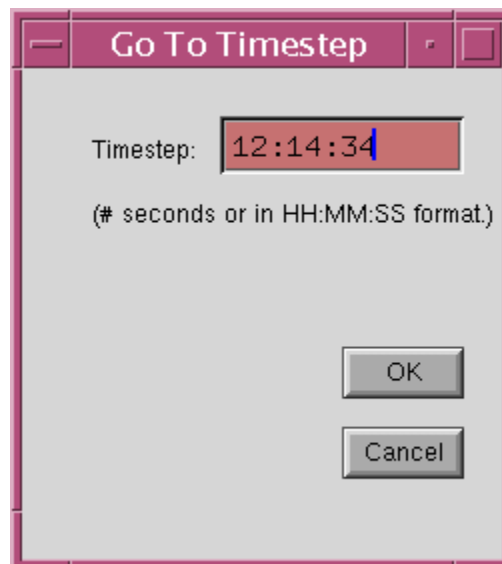 Go To Timestep
Timestep: 12:14:34
(# seconds or in HH:MM:SS format.)
OK
Cancel